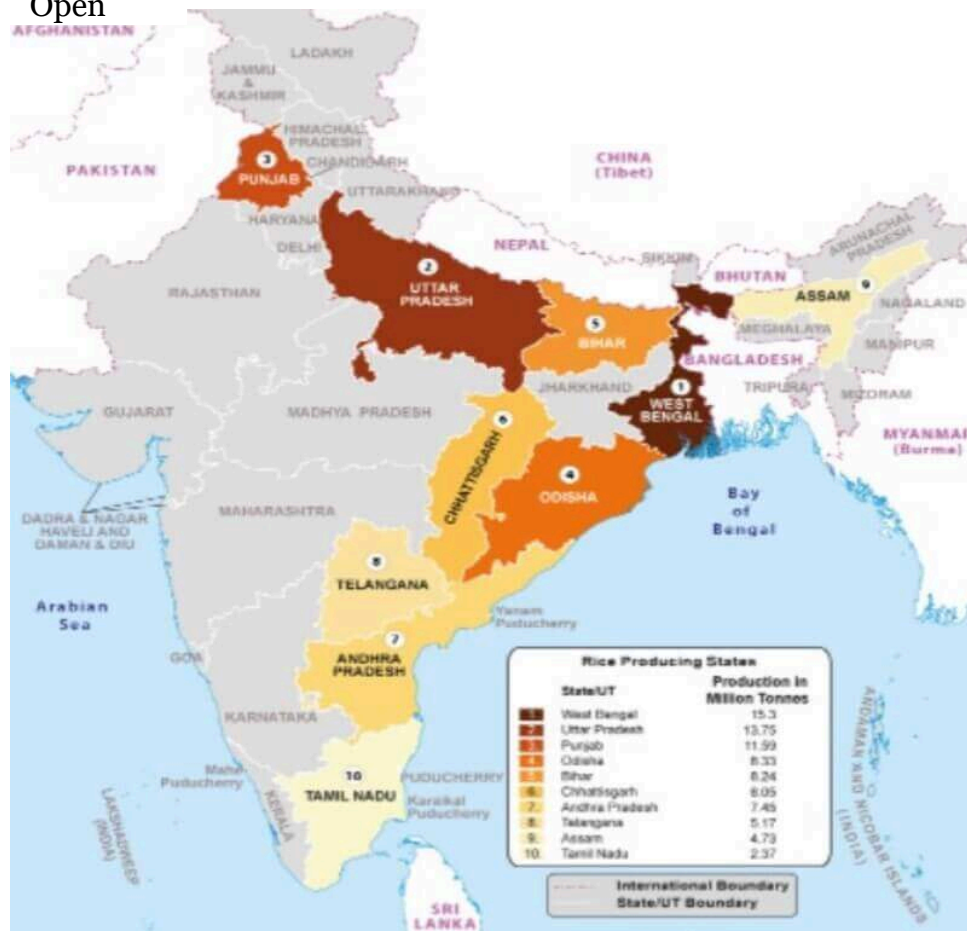 Open
AFGHANISTAN
LADAKH
JAMMU
&
KASHMIR
HIMACHAL
PRADESH
3
PUNJAB
CHANDIGARH
PAKISTAN
CHINA
(Tibet)
UTTARAKHAND
HARYANA
DELHI
NEPAL
SIKKIM
BHUTAN
ARUNACHAL
PRADESH
2
UTTAR
PRADESH
RAJASTHAN
9
ASSAM
NAGALAND
MEGHALAYA
MANIPUR
5
BIHAR
BANGLADESH
TRIPURA
MIZORAM
JHARKHAND
1
WEST
BENGAL
GUJARAT
MADHYA PRADESH
6
CHHATTISGARH
MYANMAR
(Burma)
4
ODISHA
Bay
of
Bengal
MAHARASHTRA
DADRA & NAGAR
HAVELI AND
DAMAN & DIU
8
TELANGANA
Arabian
Sea
Yanam
Puducherry
7
ANDHRA
PRADESH
GOA
KARNATAKA
Mahe
Puducherry
10
TAMIL NADU
PUDUCHERRY
Karaikal
Puducherry
KERALA
LAKSHADWEEP
(INDIA)
ANDAMAN AND NICOBAR ISLANDS
(INDIA)
SRI
LANKA
Rice Producing States
State/UT Production in
Million Tonnes
1. West Bengal 15.3
2. Uttar Pradesh 13.75
3. Punjab 11.59
4. Odisha 8.33
5. Bihar 8.24
6. Chhattisgarh 6.05
7. Andhra Pradesh 7.45
8. Telangana 5.17
9. Assam 4.73
10. Tamil Nadu 2.37
International Boundary
State/UT Boundary